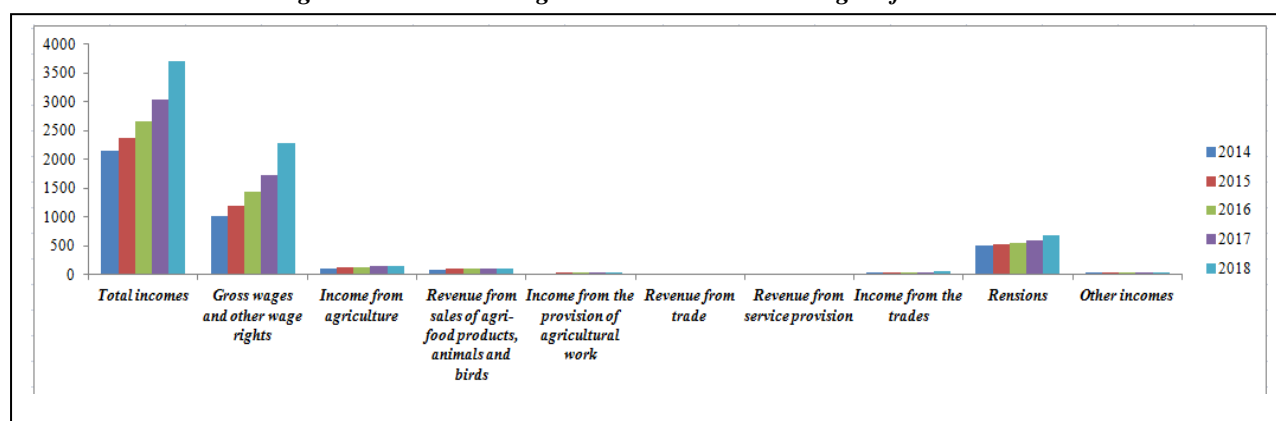 4000
3500
3000
2500
2000
1500
1000
500
0
2014
2015
2016
2017
2018
Total incomes
Gross wages
and other wage
rights
Income from
agriculture
Revenue from
sales of agri-
food products,
animals and
birds
Income from the
provision of
agricultural
work
Revenue from
trade
Revenue from
service provision
Income from the
trades
Rensions
Other incomes